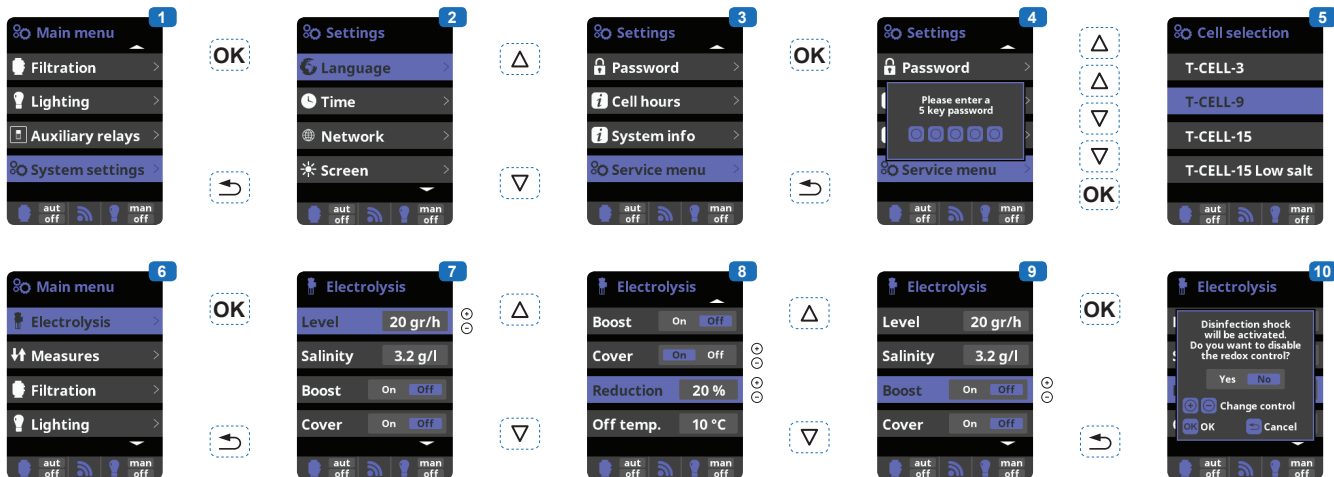 1
Main menu
Filtration
Lighting
Auxiliary relays
System settings
aut off
man off
OK
2
Settings
Language
Time
Network
Screen
aut off
man off
3
Settings
Password
Cell hours
System info
Service menu
aut off
man off
OK
4
Settings
Password
Please enter a
5 key password
Service menu
aut off
man off
OK
5
Cell selection
T-CELL-3
T-CELL-9
T-CELL-15
T-CELL-15 Low salt
aut off
man off
6
Main menu
Electrolysis
Measures
Filtration
Lighting
aut off
man off
OK
7
Electrolysis
Level 20 gr/h
Salinity 3.2 g/l
Boost On Off
Cover On Off
aut off
man off
8
Electrolysis
Boost On Off
Cover On Off
Reduction 20 %
Off temp. 10 °C
aut off
man off
9
Electrolysis
Level 20 gr/h
Salinity 3.2 g/l
Boost On Off
Cover On Off
aut off
man off
OK
10
Electrolysis
Disinfection shock
will be activated.
Do you want to disable
the redox control?
Yes No
Change control
OK OK Cancel
aut off
man off